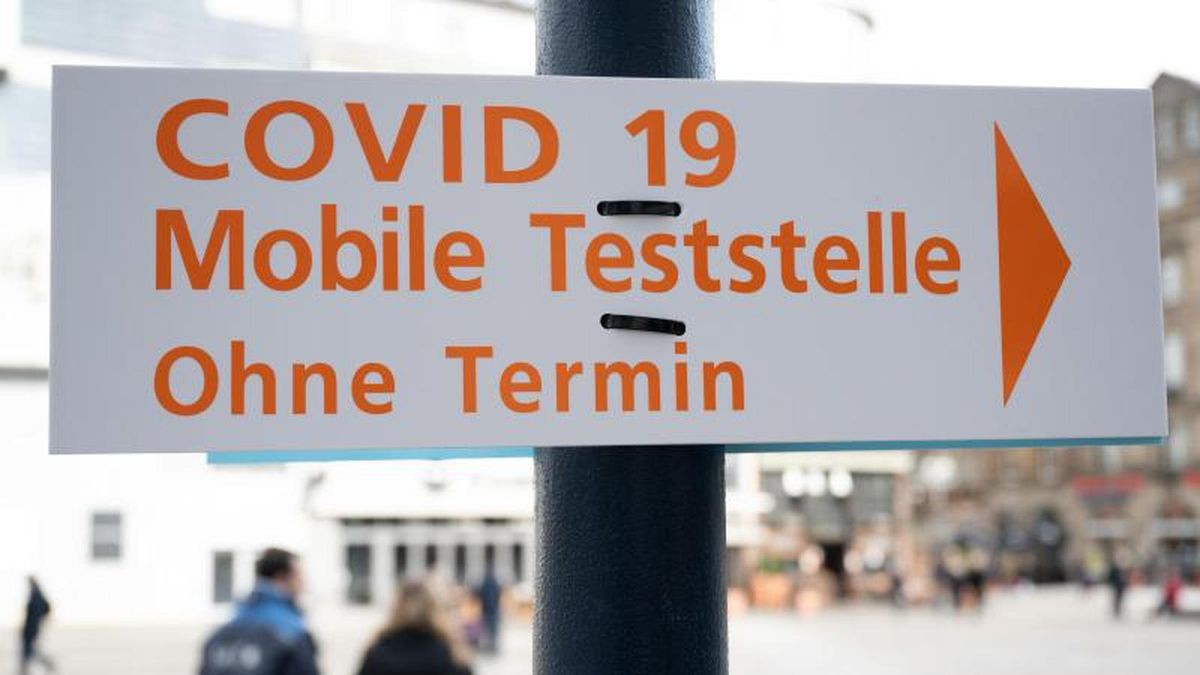 COVID 19
Mobile Teststelle
Ohne Termin